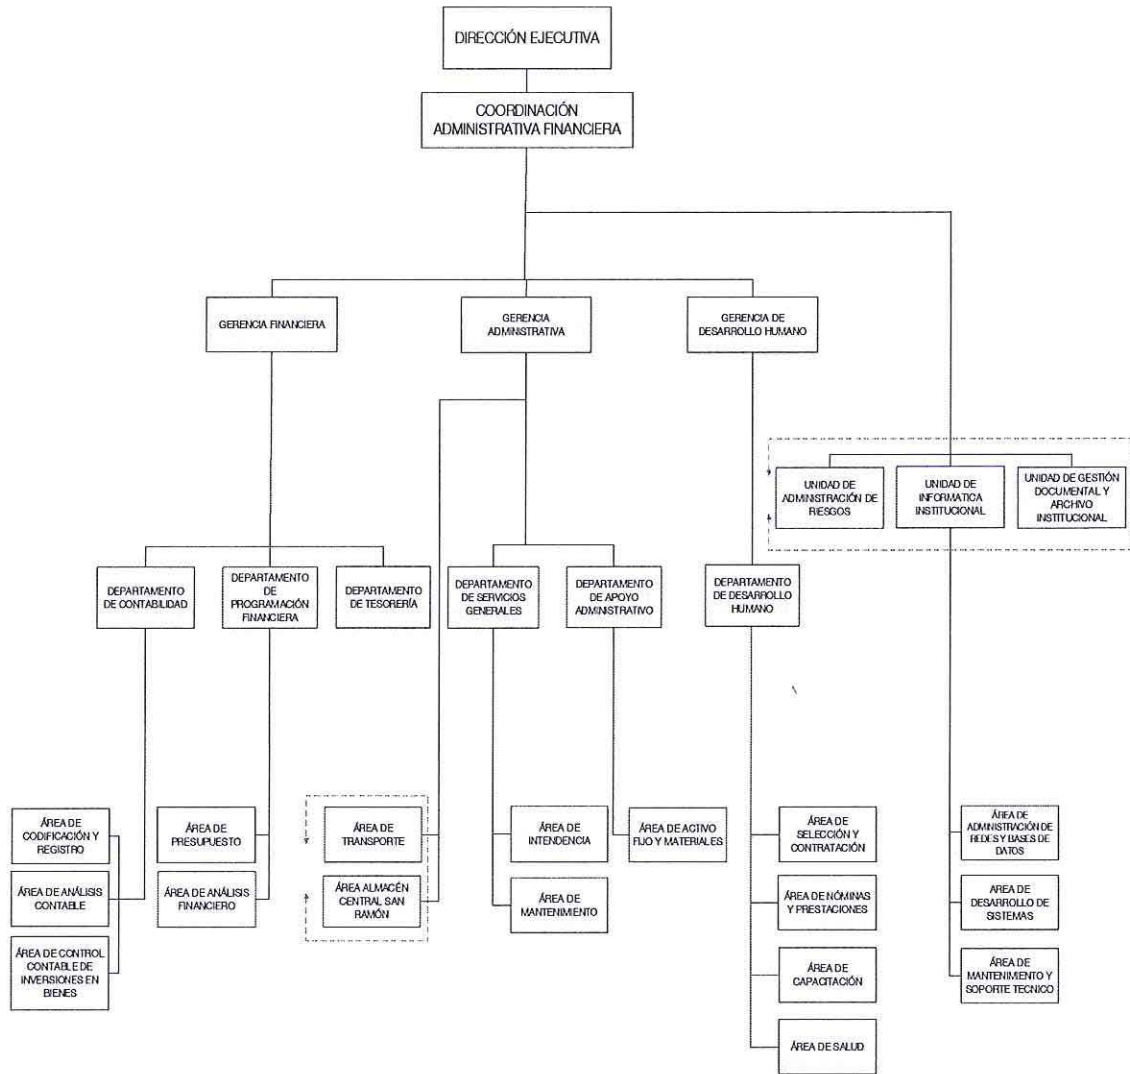 DIRECCIÓN EJECUTIVA
COORDINACIÓN
ADMINISTRATIVA FINANCIERA
GERENCIA FINANCIERA
GERENCIA
ADMINISTRATIVA
GERENCIA DE
DESARROLLO HUMANO
UNIDAD DE
ADMINISTRACIÓN DE
RIESGOS
UNIDAD DE
INFORMATICA
INSTITUCIONAL
UNIDAD DE GESTIÓN
DOCUMENTAL Y
ARCHIVO
INSTITUCIONAL
DEPARTAMENTO
DE CONTABILIDAD
DEPARTAMENTO
DE
PROGRAMACIÓN
FINANCIERA
DEPARTAMENTO
DE TESORERÍA
DEPARTAMENTO
DE SERVICIOS
GENERALES
DEPARTAMENTO
DE APOYO
ADMINISTRATIVO
DEPARTAMENTO
DE DESARROLLO
HUMANO
ÁREA DE
CODIFICACIÓN Y
REGISTRO
ÁREA DE ANÁLISIS
CONTABLE
ÁREA DE CONTROL
CONTABLE DE
INVERSIONES EN
BIENES
ÁREA DE
PRESUPUESTO
ÁREA DE ANÁLISIS
FINANCIERO
ÁREA DE
TRANSPORTE
ÁREA ALMACÉN
CENTRAL SAN
RAMÓN
ÁREA DE
INTENDENCIA
ÁREA DE
MANTENIMIENTO
ÁREA DE ACTIVO
FIJO Y MATERIALES
ÁREA DE
SELECCIÓN Y
CONTRATACIÓN
ÁREA DE NÓMINAS
Y PRESTACIONES
ÁREA DE
CAPACITACIÓN
ÁREA DE SALUD
ÁREA DE
ADMINISTRACIÓN DE
REDES Y BASES DE
DATOS
AREA DE
DESARROLLO DE
SISTEMAS
ÁREA DE
MANTENIMIENTO Y
SOPORTE TECNICO